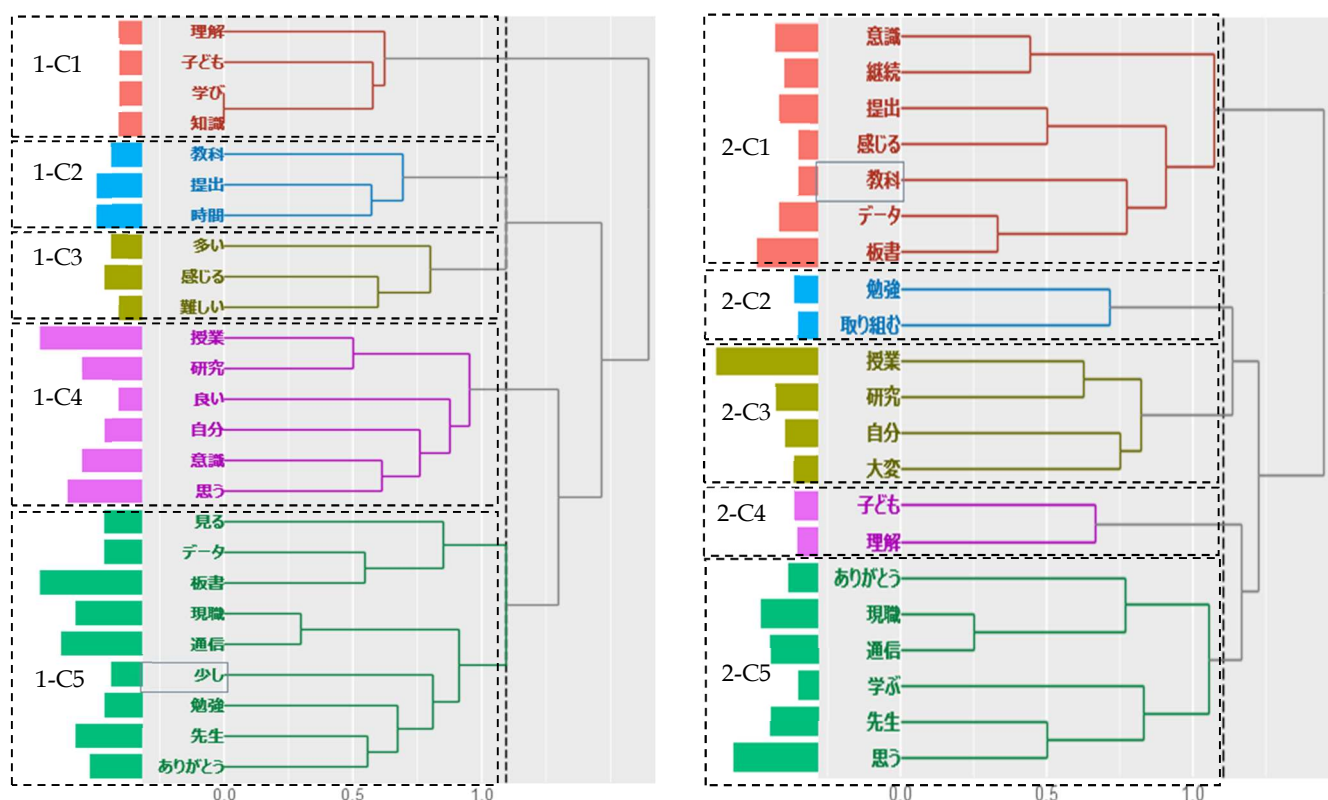 1-C1
理解
子ども
学び
知識
1-C2
教科
提出
時間
1-C3
多い
感じる
難しい
1-C4
授業
研究
良い
自分
意識
思う
1-C5
見る
データ
板書
現職
通信
少し
勉強
先生
ありがとう
0.0 0.5 1.0
2-C1
意識
継続
提出
感じる
教科
データ
板書
2-C2
勉強
取り組む
2-C3
授業
研究
自分
大変
2-C4
子ども
理解
2-C5
ありがとう
現職
通信
学ぶ
先生
思う
0.0 0.5 1.0